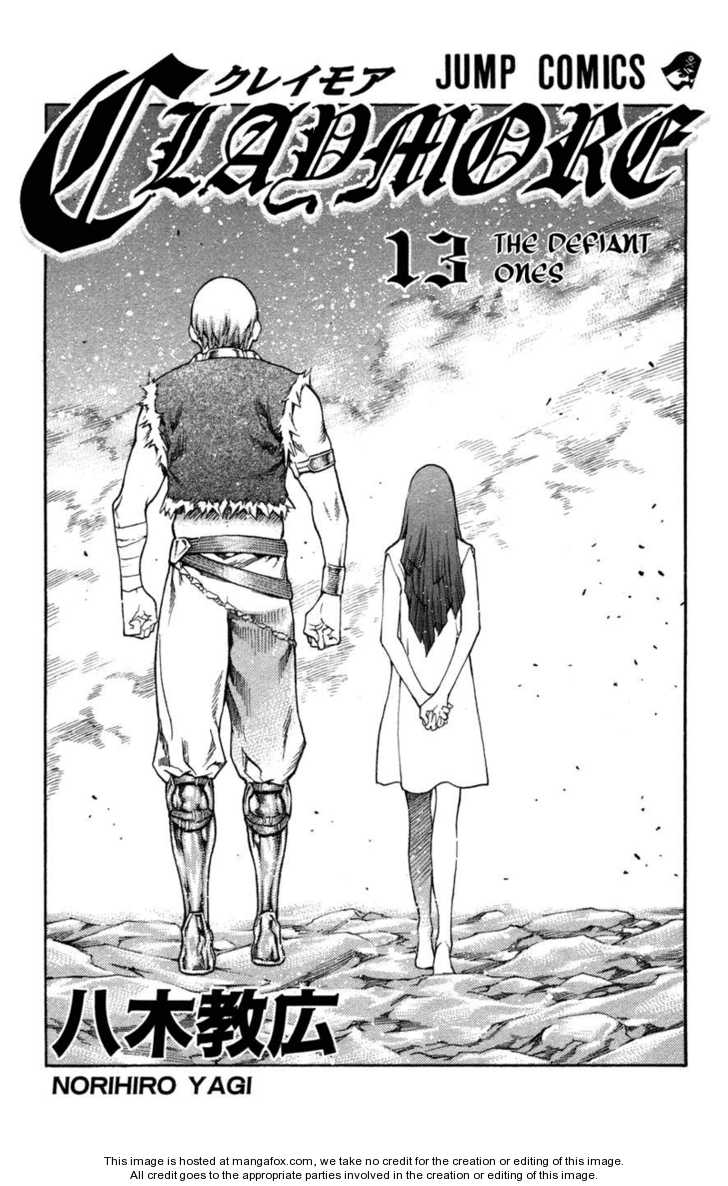 クレイモア
JUMP COMICS
CLAYMORE
13
THE DEFIANT
ONES
八木教広
NORIHIRO YAGI
This image is hosted at mangafox.com, we take no credit for the creation or editing of this image.
All credit goes to the appropriate parties involved in the creation or editing of this image.